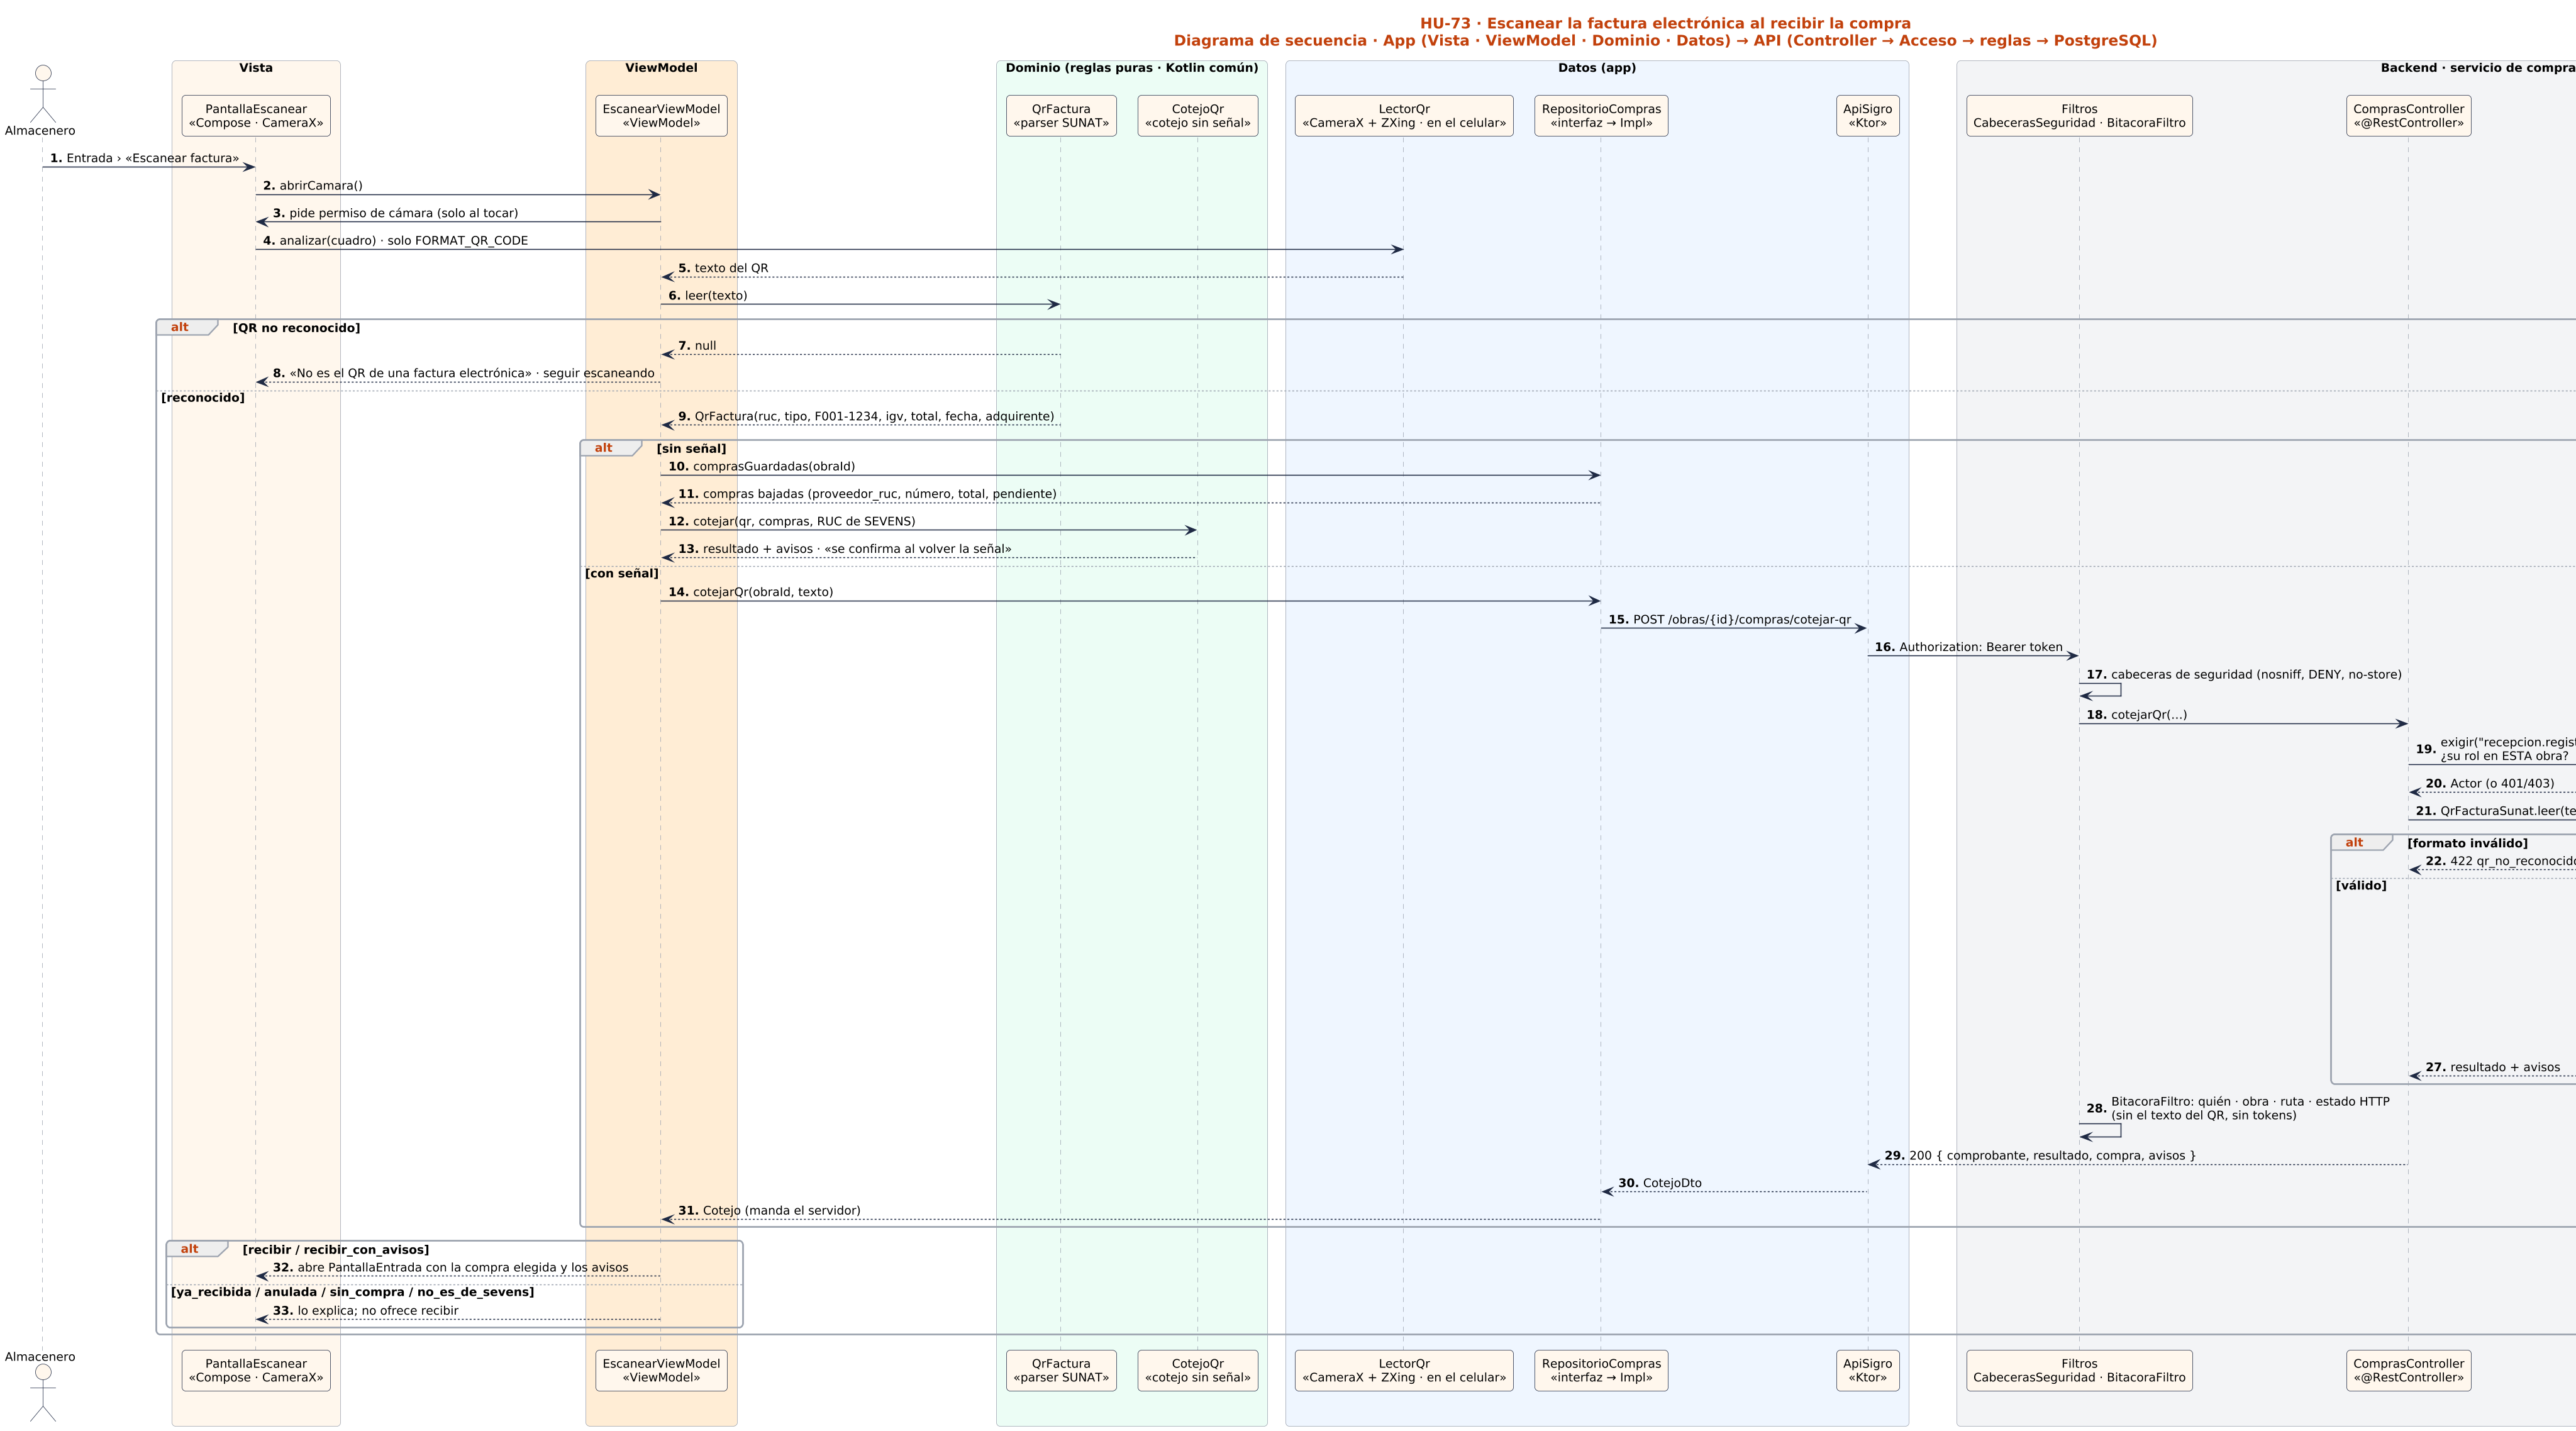 HU-73 · Escanear la factura electrónica al recibir la compra
Diagrama de secuencia · App (Vista · ViewModel · Dominio · Datos) → API (Controller → Acceso → reglas → PostgreSQL)
Vista
ViewModel
Dominio (reglas puras · Kotlin común)
Datos (app)
Backend · servicio de compra
Almacenero
PantallaEscanear
«Compose · CameraX»
EscanearViewModel
«ViewModel»
QrFactura
«parser SUNAT»
CotejoQr
«cotejo sin señal»
LectorQr
«CameraX + ZXing · en el celular»
RepositorioCompras
«interfaz → Impl»
ApiSigro
«Ktor»
Filtros
CabecerasSeguridad · BitacoraFiltro
ComprasController
«@RestController»
1. Entrada › «Escanear factura»
2. abrirCamara()
3. pide permiso de cámara (solo al tocar)
4. analizar(cuadro) · solo FORMAT_QR_CODE
5. texto del QR
6. leer(texto)
alt [QR no reconocido]
7. null
8. «No es el QR de una factura electrónica» · seguir escaneando
[reconocido]
9. QrFactura(ruc, tipo, F001-1234, igv, total, fecha, adquirente)
alt [sin señal]
10. comprasGuardadas(obraId)
11. compras bajadas (proveedor_ruc, número, total, pendiente)
12. cotejar(qr, compras, RUC de SEVENS)
13. resultado + avisos · «se confirma al volver la señal»
[con señal]
14. cotejarQr(obraId, texto)
15. POST /obras/{id}/compras/cotejar-qr
16. Authorization: Bearer token
17. cabeceras de seguridad (nosniff, DENY, no-store)
18. cotejarQr(...)
19. exigir("recepcion.regist
¿su rol en ESTA obra?
20. Actor (o 401/403)
21. QrFacturaSunat.leer(te
alt [formato inválido]
22. 422 qr_no_reconocido
[válido]
27. resultado + avisos
28. BitacoraFiltro: quién · obra · ruta · estado HTTP
(sin el texto del QR, sin tokens)
29. 200 { comprobante, resultado, compra, avisos }
30. CotejoDto
31. Cotejo (manda el servidor)
alt [recibir / recibir_con_avisos]
32. abre PantallaEntrada con la compra elegida y los avisos
[ya_recibida / anulada / sin_compra / no_es_de_sevens]
33. lo explica; no ofrece recibir
Almacenero
PantallaEscanear
«Compose · CameraX»
EscanearViewModel
«ViewModel»
QrFactura
«parser SUNAT»
CotejoQr
«cotejo sin señal»
LectorQr
«CameraX + ZXing · en el celular»
RepositorioCompras
«interfaz → Impl»
ApiSigro
«Ktor»
Filtros
CabecerasSeguridad · BitacoraFiltro
ComprasController
«@RestController»